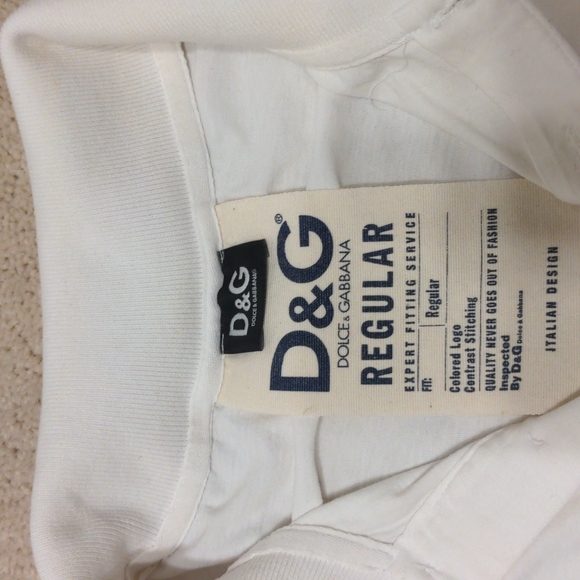 D&G
DOLCE & GABBANA®
D&G®
DOLCE & GABBANA
REGULAR
EXPERT FITTING SERVICE
FIT: Regular
Colored Logo
Contrast Stitching
QUALITY NEVER GOES OUT OF FASHION
Inspected
By D&G Dolce & Gabbana
ITALIAN DESIGN